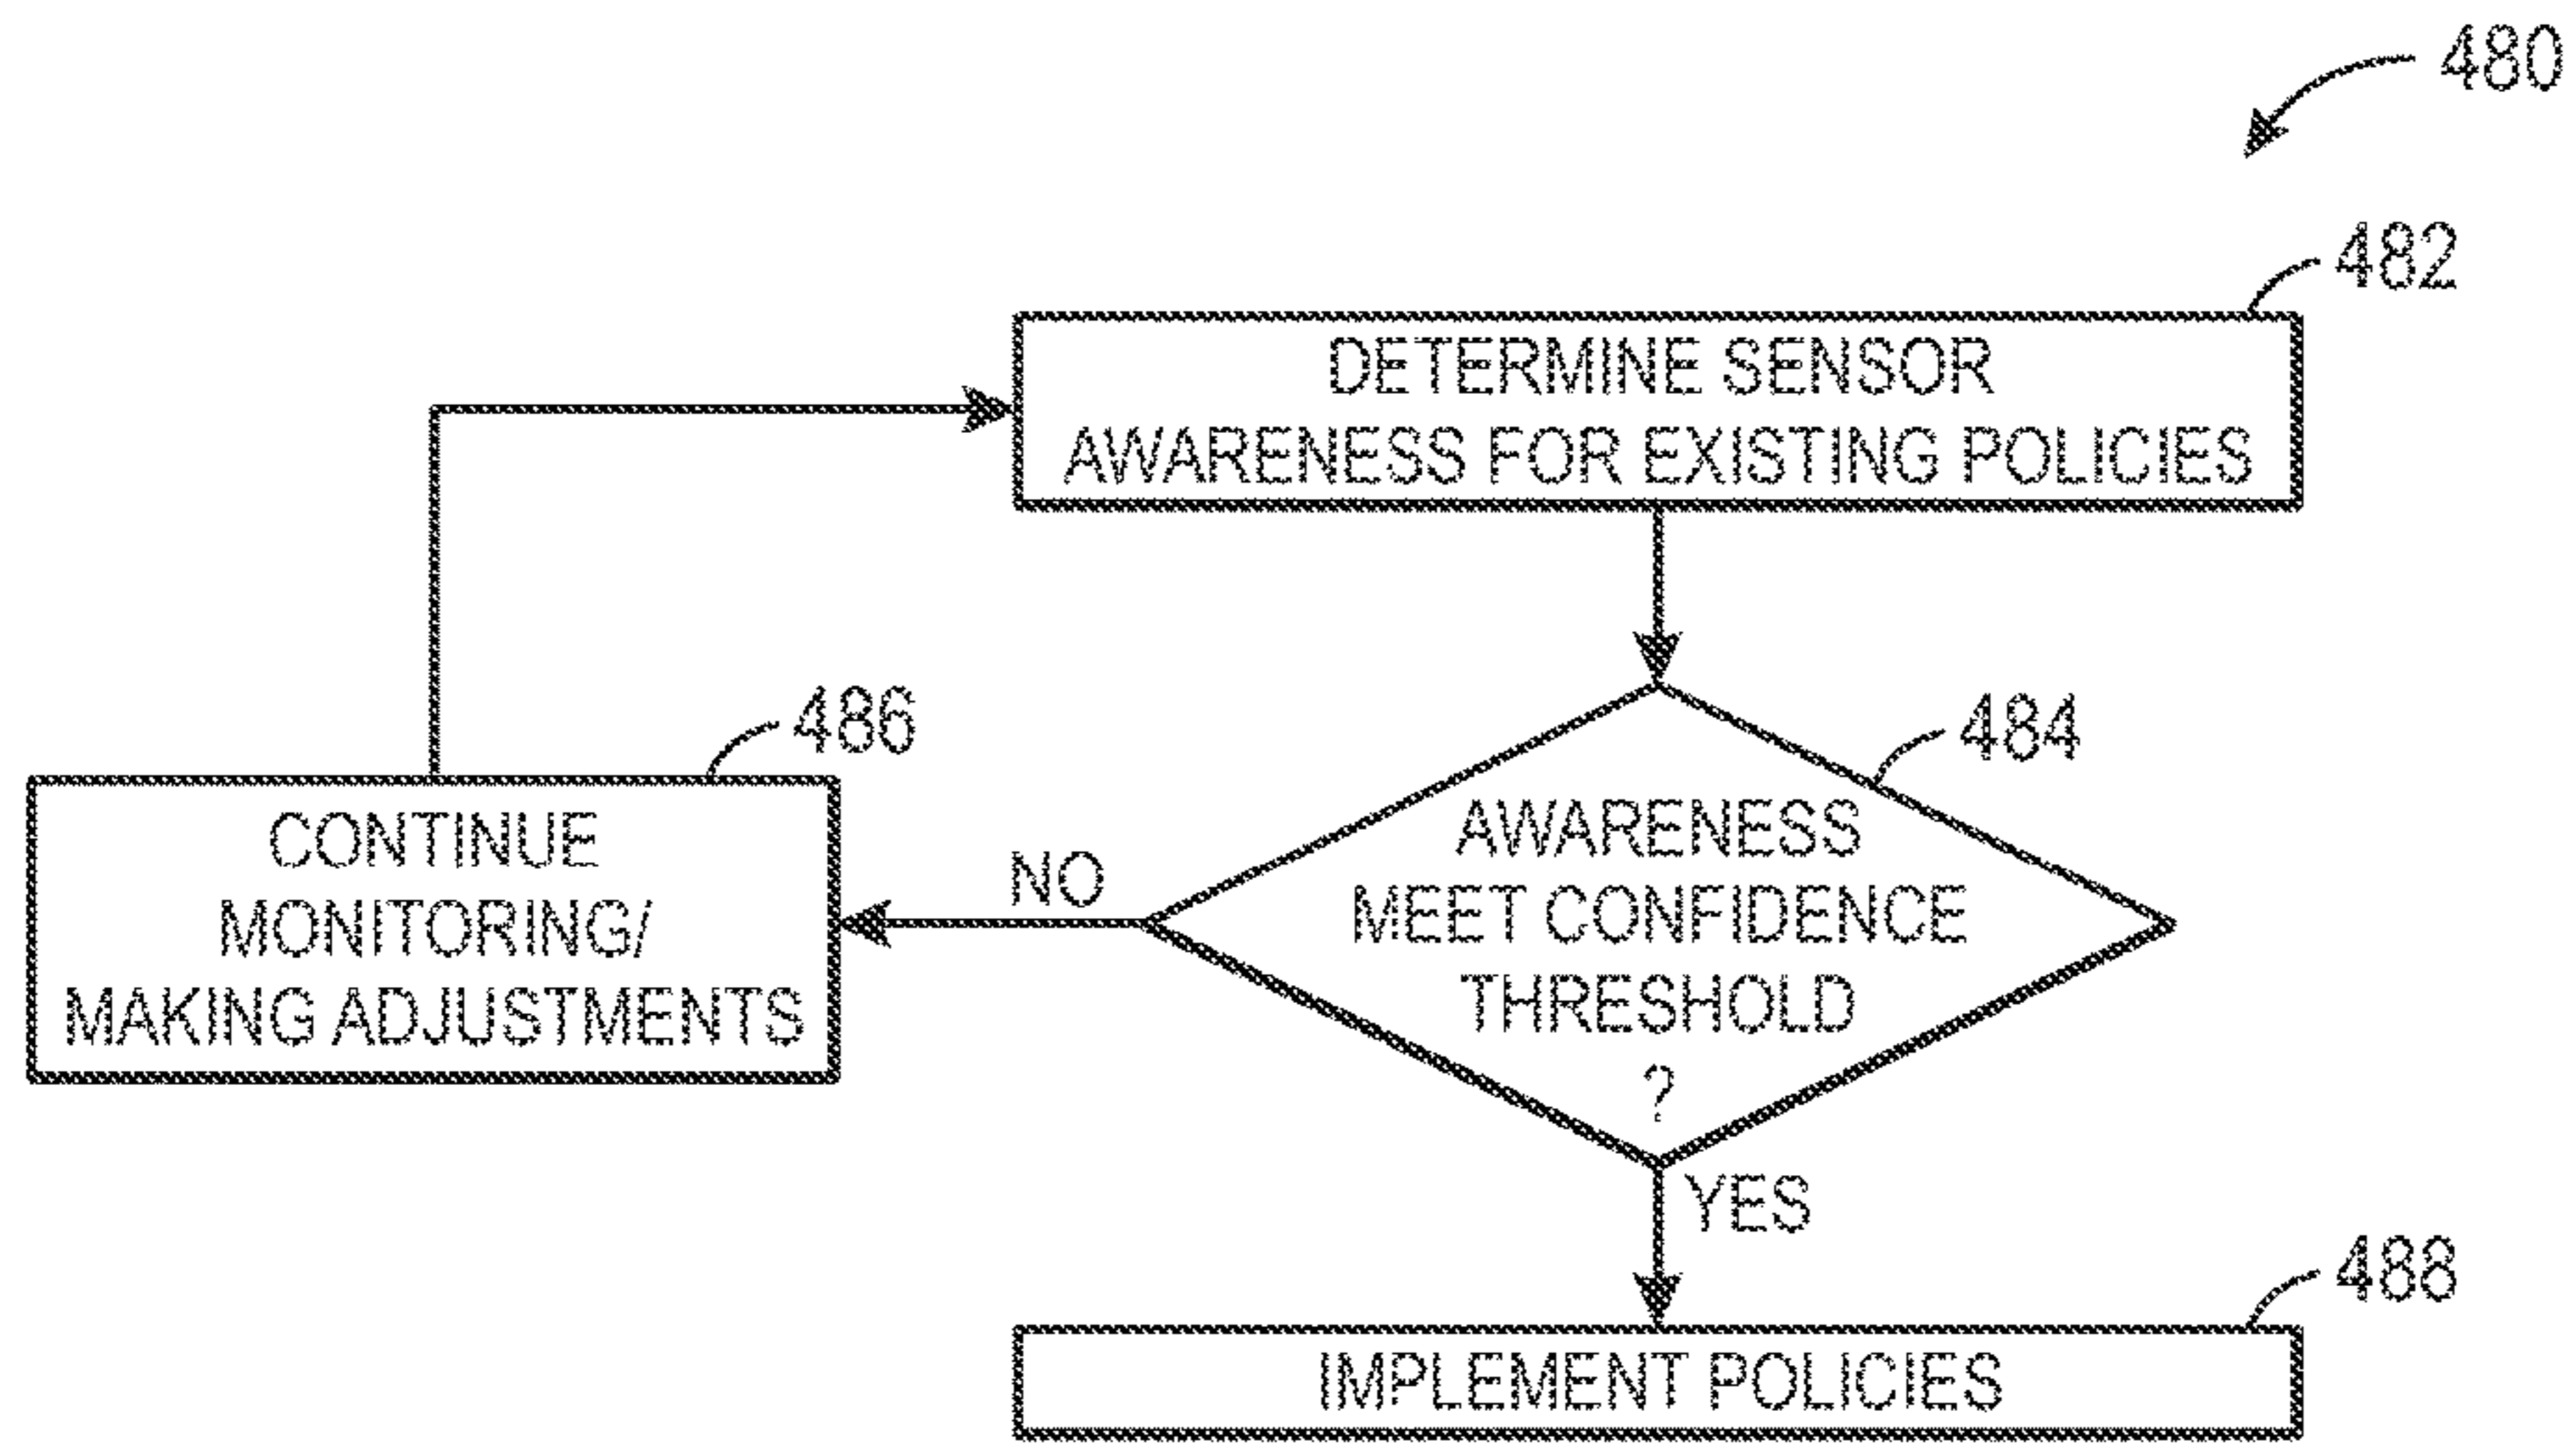 480
482
DETERMINE SENSOR
AWARENESS FOR EXISTING POLICIES
486
484
CONTINUE
MONITORING/
MAKING ADJUSTMENTS
NO
AWARENESS
MEET CONFIDENCE
THRESHOLD
?
YES
488
IMPLEMENT POLICIES